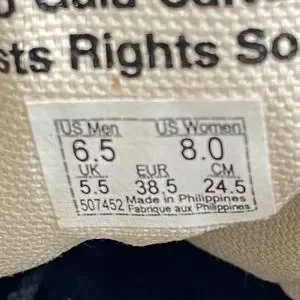 sts Rights So
US Men US Women
6.5 8.0
UK EUR CM
5.5 38.5 24.5
507452 Made in Philippines
Fabrique aux Philippines